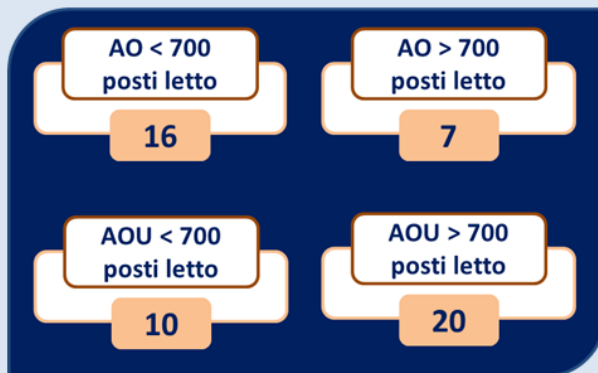 AO < 700
posti letto
16
AO > 700
posti letto
7
AOU < 700
posti letto
10
AOU > 700
posti letto
20